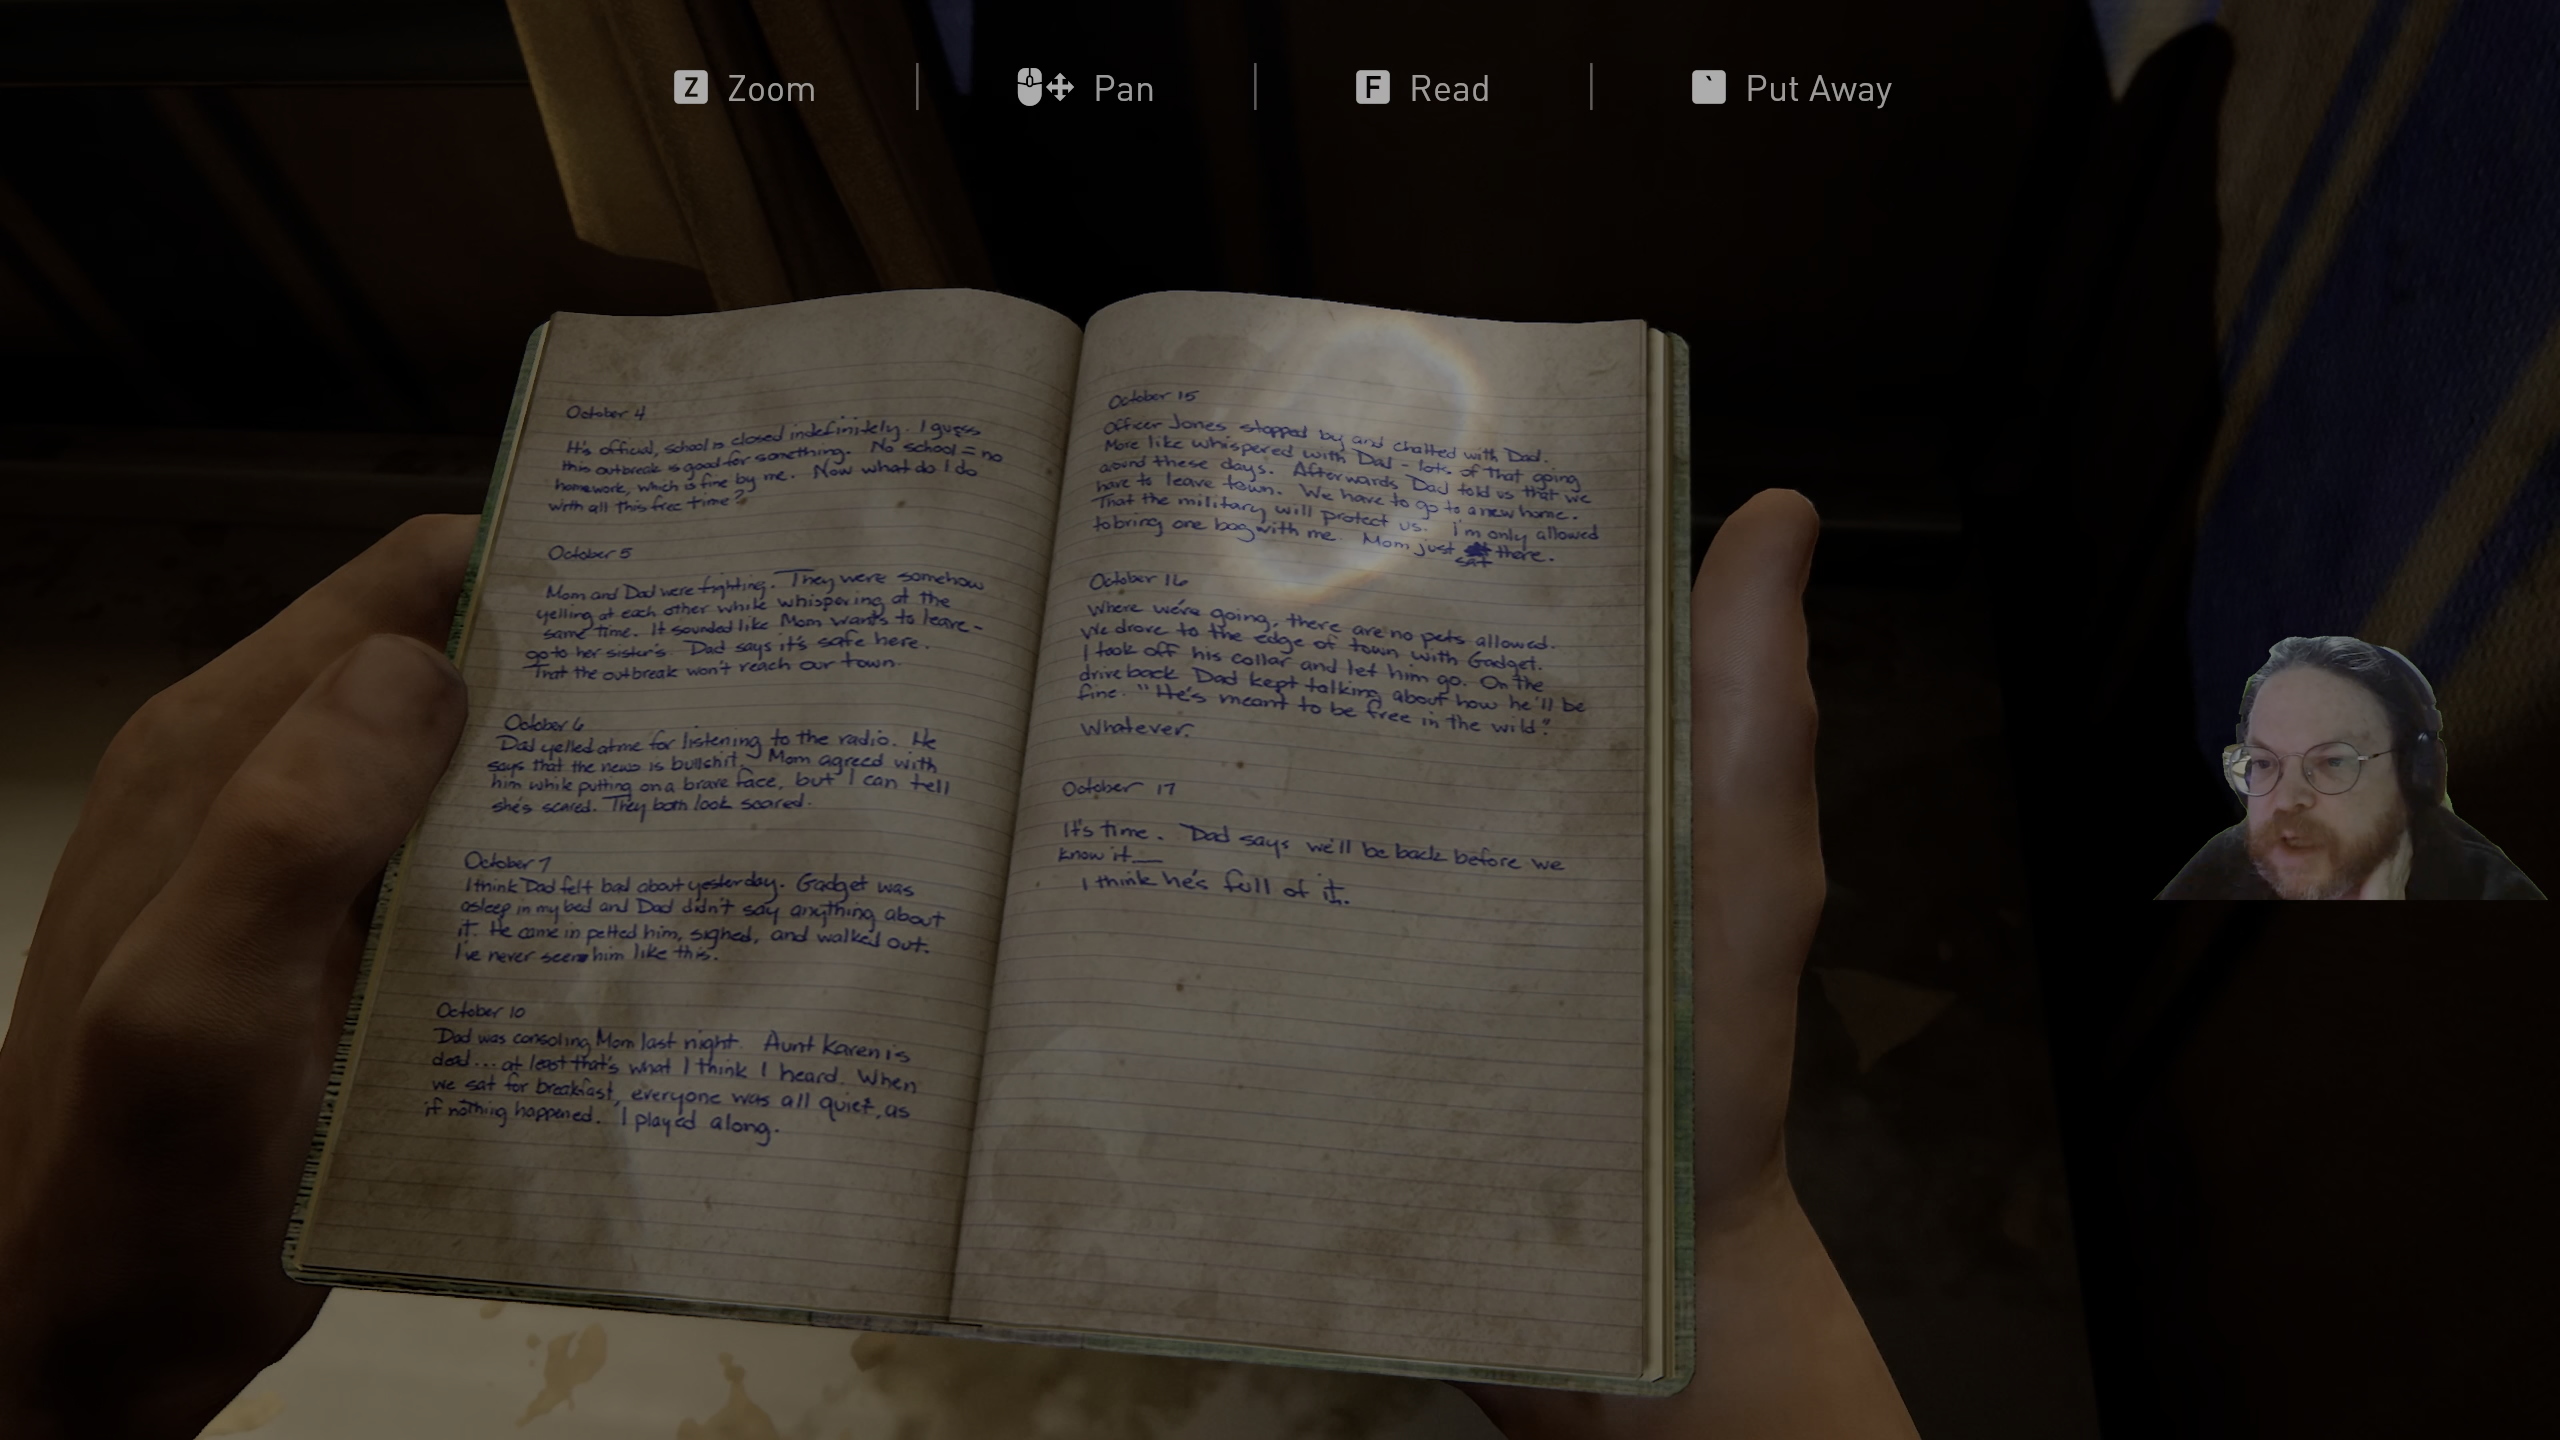 Z Zoom
Pan
F Read
` Put Away
October 4
It's official, school is closed indefinitely. I guess
this outbreak is good for something. No school = no
homework, which is fine by me. Now what do I do
with all this free time?
October 5
Mom and Dad were fighting. They were somehow
yelling at each other while whispering at the
same time. It sounded like Mom wants to leave -
go to her sister's. Dad says it's safe here.
That the outbreak won't reach our town.
October 6
Dad yelled at me for listening to the radio. He
says that the news is bullshit. Mom agreed with
him while putting on a brave face, but I can tell
she's scared. They both look scared.
October 7
I think Dad felt bad about yesterday. Gadget was
asleep in my bed and Dad didn't say anything about
it. He came in petted him, sighed, and walked out.
I've never seen him like this.
October 10
Dad was consoling Mom last night. Aunt Karen is
dead... at least that's what I think I heard. When
we sat for breakfast, everyone was all quiet, as
if nothing happened. I played along.
October 15
Officer Jones stopped by and chatted with Dad.
More like whispered with Dad - lots of that going
around these days. Afterwards Dad told us that we
have to leave town. We have to go to a new home.
That the military will protect us. I'm only allowed
to bring one bag with me. Mom just sat there.
October 16
Where we're going, there are no pets allowed.
We drove to the edge of town with Gadget.
I took off his collar and let him go. On the
drive back Dad kept talking about how he'll be
fine. "He's meant to be free in the wild."
Whatever.
October 17
It's time. Dad says we'll be back before we
know it__
I think he's full of it.